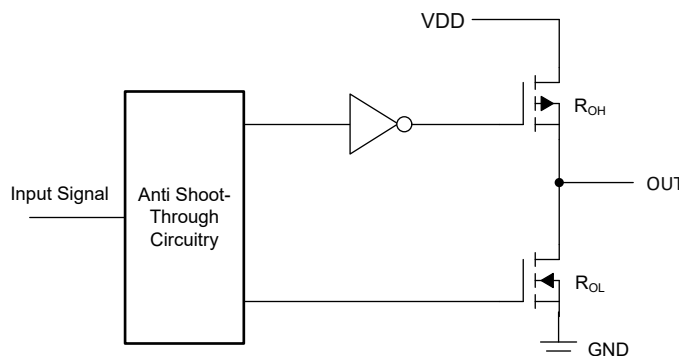 VDD
R_OH
Input Signal
Anti Shoot-
Through
Circuitry
OUT
R_OL
GND